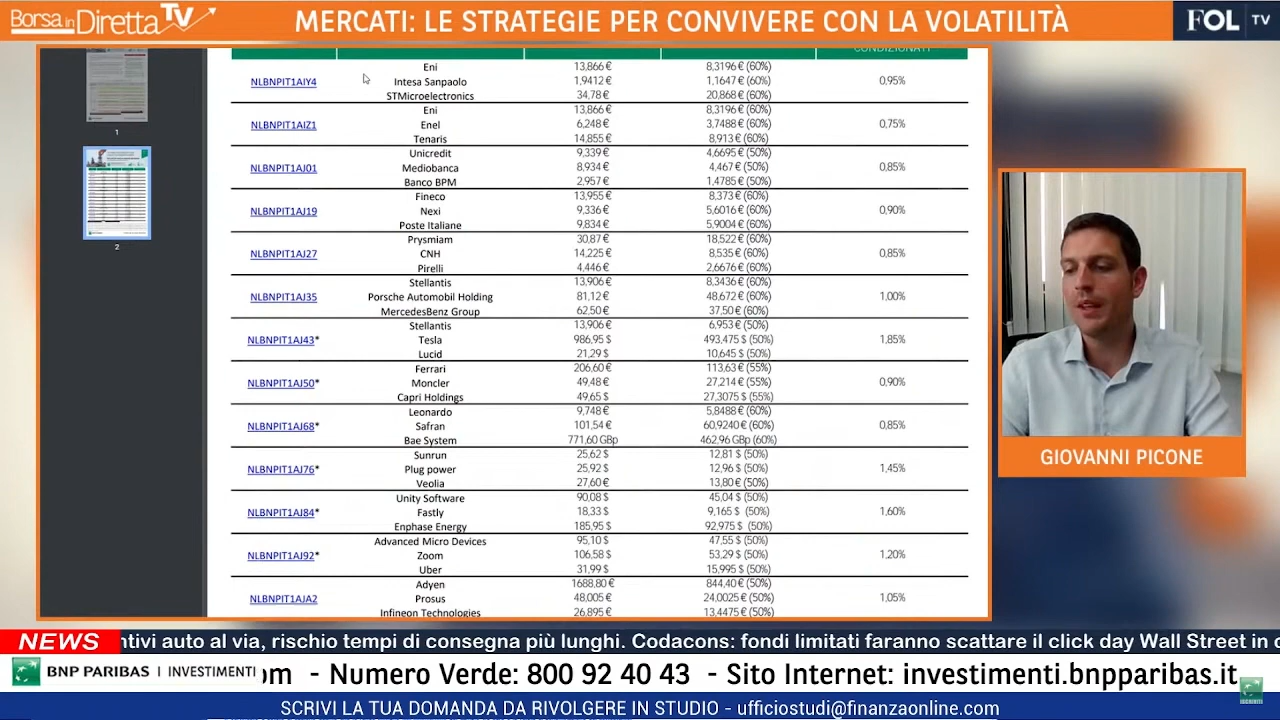 Borsa in Diretta TV
MERCATI: LE STRATEGIE PER CONVIVERE CON LA VOLATILITÀ
FOL TV
CONDIZIONATI
NLBNPIT1AIY4 Eni 13,866 € 8,3196 € (60%) 0,95%
Intesa Sanpaolo 1,9412 € 1,1647 € (60%)
STMicroelectronics 34,78 € 20,868 € (60%)
NLBNPIT1AIZ1 Eni 13,866 € 8,3196 € (60%) 0,75%
Enel 6,248 € 3,7488 € (60%)
Tenaris 14,855 € 8,913 € (60%)
NLBNPIT1AJ01 Unicredit 9,339 € 4,6695 € (50%) 0,85%
Mediobanca 8,934 € 4,467 € (50%)
Banco BPM 2,957 € 1,4785 € (50%)
NLBNPIT1AJ19 Fineco 13,955 € 8,373 € (60%) 0,90%
Nexi 9,336 € 5,6016 € (60%)
Poste Italiane 9,834 € 5,9004 € (60%)
NLBNPIT1AJ27 Prysmiam 30,87 € 18,522 € (60%) 0,85%
CNH 14,225 € 8,535 € (60%)
Pirelli 4,446 € 2,6676 € (60%)
NLBNPIT1AJ35 Stellantis 13,906 € 8,3436 € (60%) 1,00%
Porsche Automobil Holding 81,12 € 48,672 € (60%)
MercedesBenz Group 62,50 € 37,50 € (60%)
NLBNPIT1AJ43* Stellantis 13,906 € 6,953 € (50%) 1,85%
Tesla 986,95 $ 493,475 $ (50%)
Lucid 21,29 $ 10,645 $ (50%)
NLBNPIT1AJ50* Ferrari 206,60 € 113,63 € (55%) 0,90%
Moncler 49,48 € 27,214 € (55%)
Capri Holdings 49,65 $ 27,3075 $ (55%)
NLBNPIT1AJ68* Leonardo 9,748 € 5,8488 € (60%) 0,85%
Safran 101,54 € 60,9240 € (60%)
Bae System 771,60 GBp 462,96 GBp (60%)
NLBNPIT1AJ76* Sunrun 25,62 $ 12,81 $ (50%) 1,45%
Plug power 25,92 $ 12,96 $ (50%)
Veolia 27,60 € 13,80 € (50%)
NLBNPIT1AJ84* Unity Software 90,08 $ 45,04 $ (50%) 1,60%
Fastly 18,33 $ 9,165 $ (50%)
Enphase Energy 185,95 $ 92,975 $ (50%)
NLBNPIT1AJ92* Advanced Micro Devices 95,10 $ 47,55 $ (50%) 1,20%
Zoom 106,58 $ 53,29 $ (50%)
Uber 31,99 $ 15,995 $ (50%)
NLBNPIT1AJA2 Adyen 1688,80 € 844,40 € (50%) 1,05%
Prosus 48,005 € 24,0025 € (50%)
Infineon Technologies 26,895 € 13,4475 € (50%)
1
2
GIOVANNI PICONE
NEWS ntivi auto al via, rischio tempi di consegna più lunghi. Codacons: fondi limitati faranno scattare il click day Wall Street in c
BNP PARIBAS | INVESTIMENTI om - Numero Verde: 800 92 40 43 - Sito Internet: investimenti.bnpparibas.it
SCRIVI LA TUA DOMANDA DA RIVOLGERE IN STUDIO - ufficiostudi@finanzaonline.com